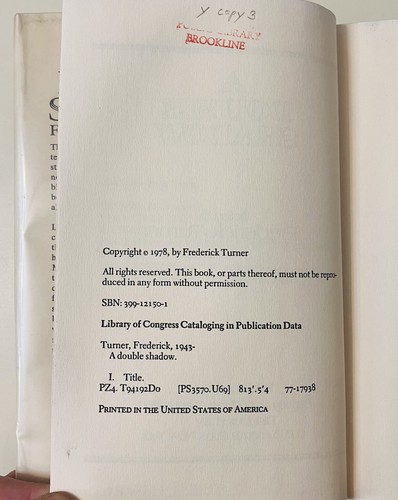 y copy 3
PUBLIC LIBRARY
BROOKLINE
Copyright © 1978, by Frederick Turner
All rights reserved. This book, or parts thereof, must not be repro-
duced in any form without permission.
SBN: 399-12150-1
Library of Congress Cataloging in Publication Data
Turner, Frederick, 1943-
A double shadow.
I. Title.
PZ4. T94192Do [PS3570.U69] 813'.5'4 77-17938
PRINTED IN THE UNITED STATES OF AMERICA